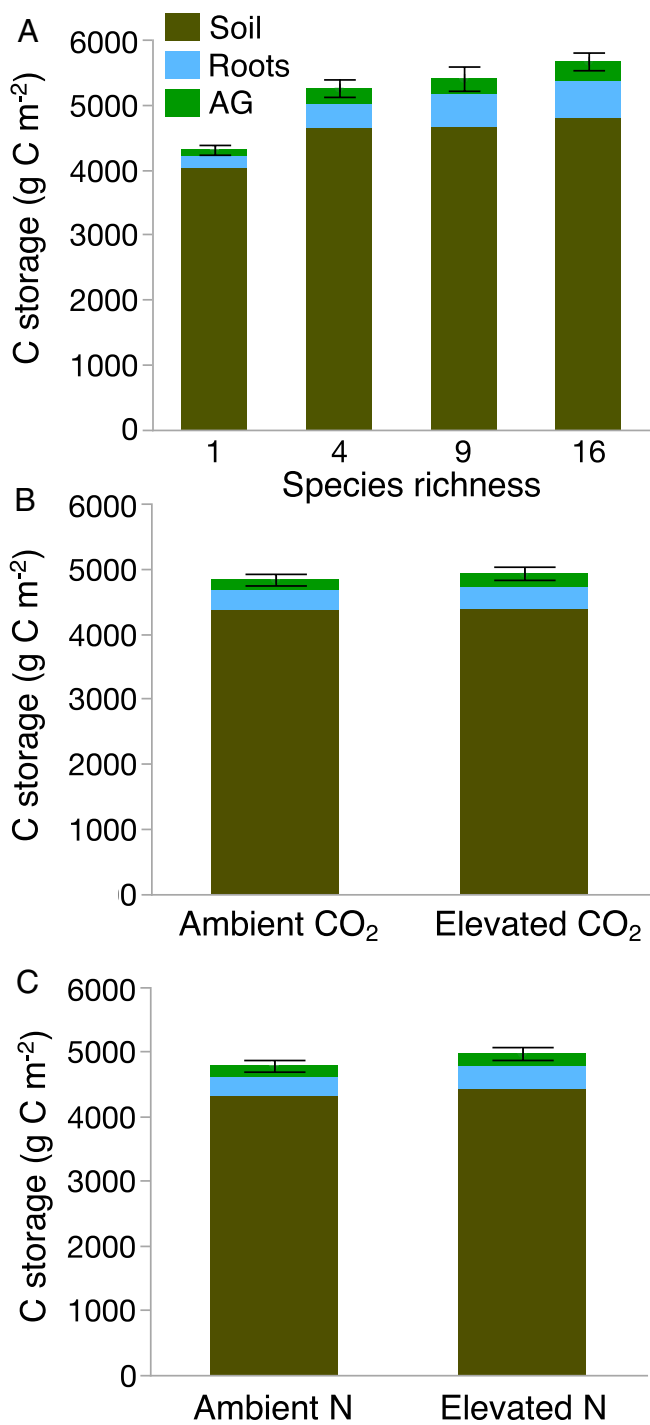 A
Soil
Roots
AG
C storage (g C m-2)
6000
5000
4000
3000
2000
1000
0
1 4 9 16
Species richness
B
C storage (g C m-2)
6000
5000
4000
3000
2000
1000
0
Ambient CO2 Elevated CO2
C
C storage (g C m-2)
6000
5000
4000
3000
2000
1000
0
Ambient N Elevated N